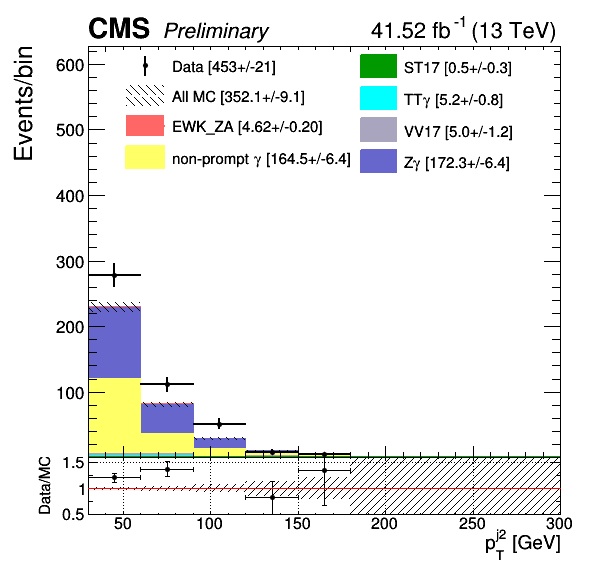 CMS Preliminary 41.52 fb⁻¹ (13 TeV)
Events/bin
600
500
400
300
200
100
Data [453+/-21]
All MC [352.1+/-9.1]
EWK_ZA [4.62+/-0.20]
non-prompt γ [164.5+/-6.4]
ST17 [0.5+/-0.3]
TTγ [5.2+/-0.8]
VV17 [5.0+/-1.2]
Zγ [172.3+/-6.4]
Data/MC
1.5
1
0.5
50 100 150 200 250 300
p_T^j2 [GeV]